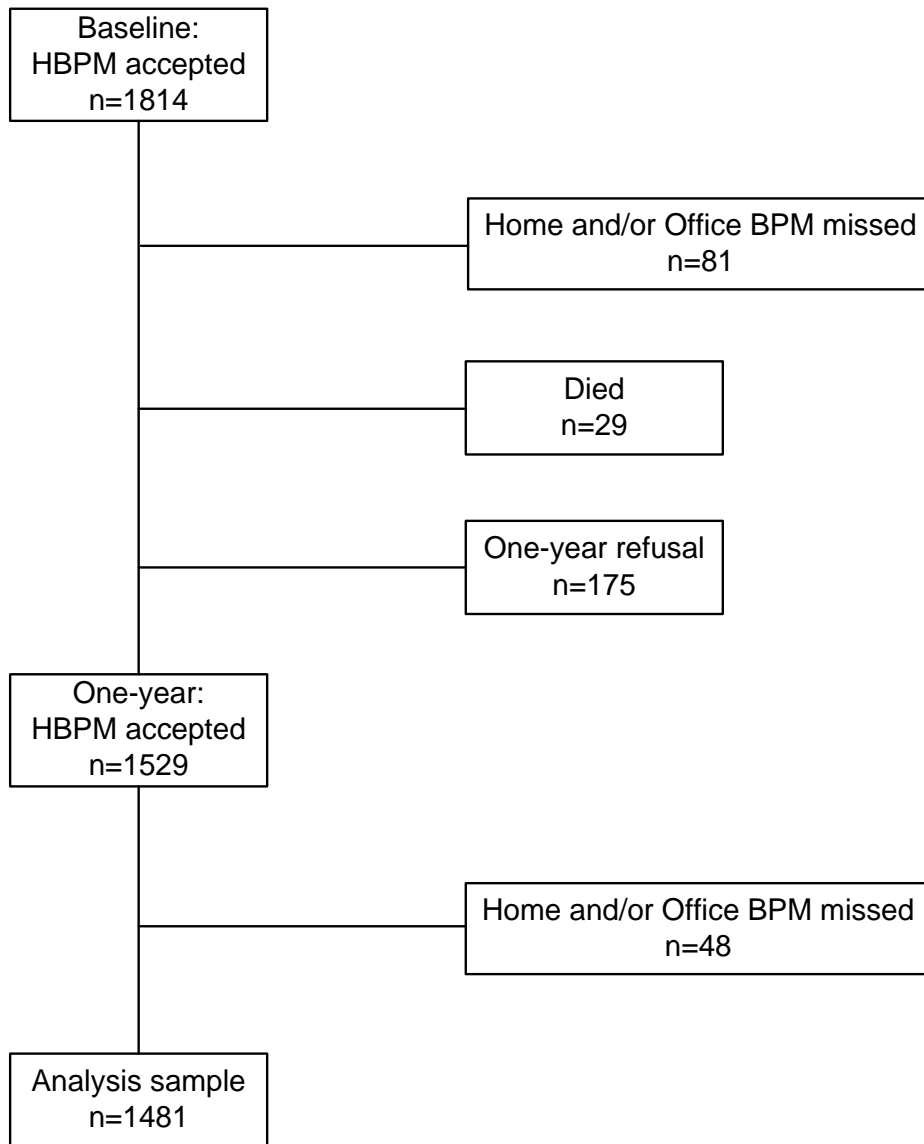 Baseline:
HBPM accepted
n=1814
Home and/or Office BPM missed
n=81
Died
n=29
One-year refusal
n=175
One-year:
HBPM accepted
n=1529
Home and/or Office BPM missed
n=48
Analysis sample
n=1481